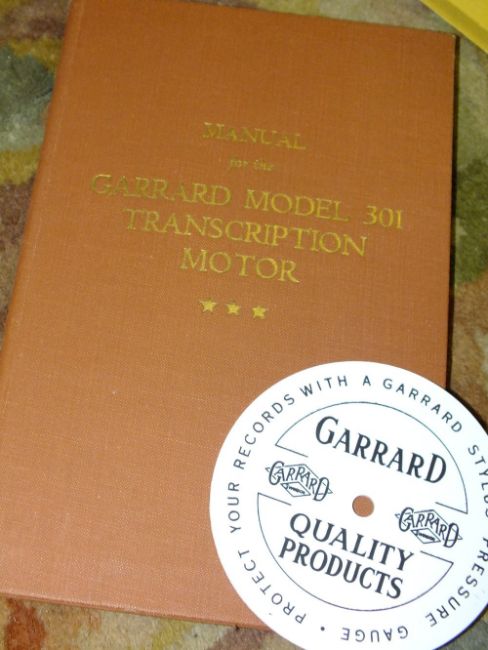 MANUAL
for the
GARRARD MODEL 301
TRANSCRIPTION
MOTOR
PROTECT YOUR RECORDS WITH A GARRARD STYLUS PRESSURE GAUGE •
GARRARD
GARRARD
GARRARD
QUALITY
PRODUCTS